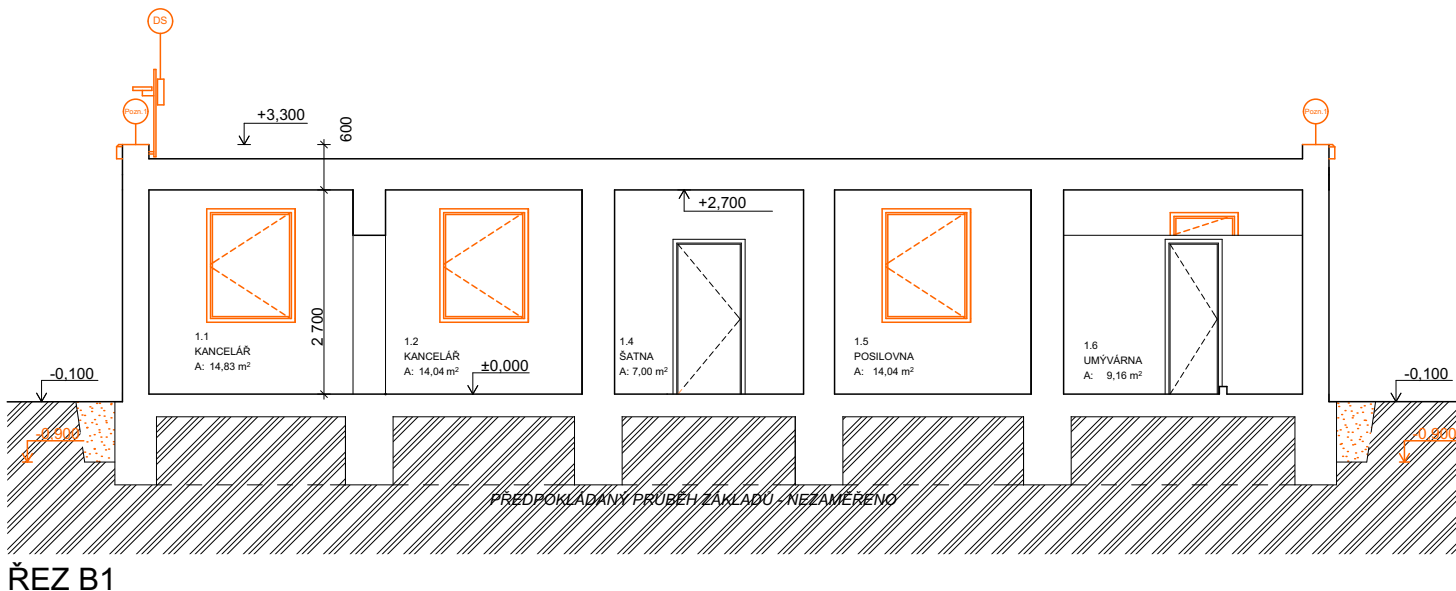 DS
Pozn.1
Pozn.1
+3,300
600
+2,700
2 700
1.1
KANCELÁŘ
A: 14,83 m²
1.2
KANCELÁŘ
A: 14,04 m²
±0,000
1.4
ŠATNA
A: 7,00 m²
1.5
POSILOVNA
A: 14,04 m²
1.6
UMÝVÁRNA
A: 9,16 m²
-0,100
-0,100
-0,900
-0,900
PŘEDPOKLÁDANÝ PRŮBĚH ZÁKLADŮ - NEZAMĚŘENO
ŘEZ B1